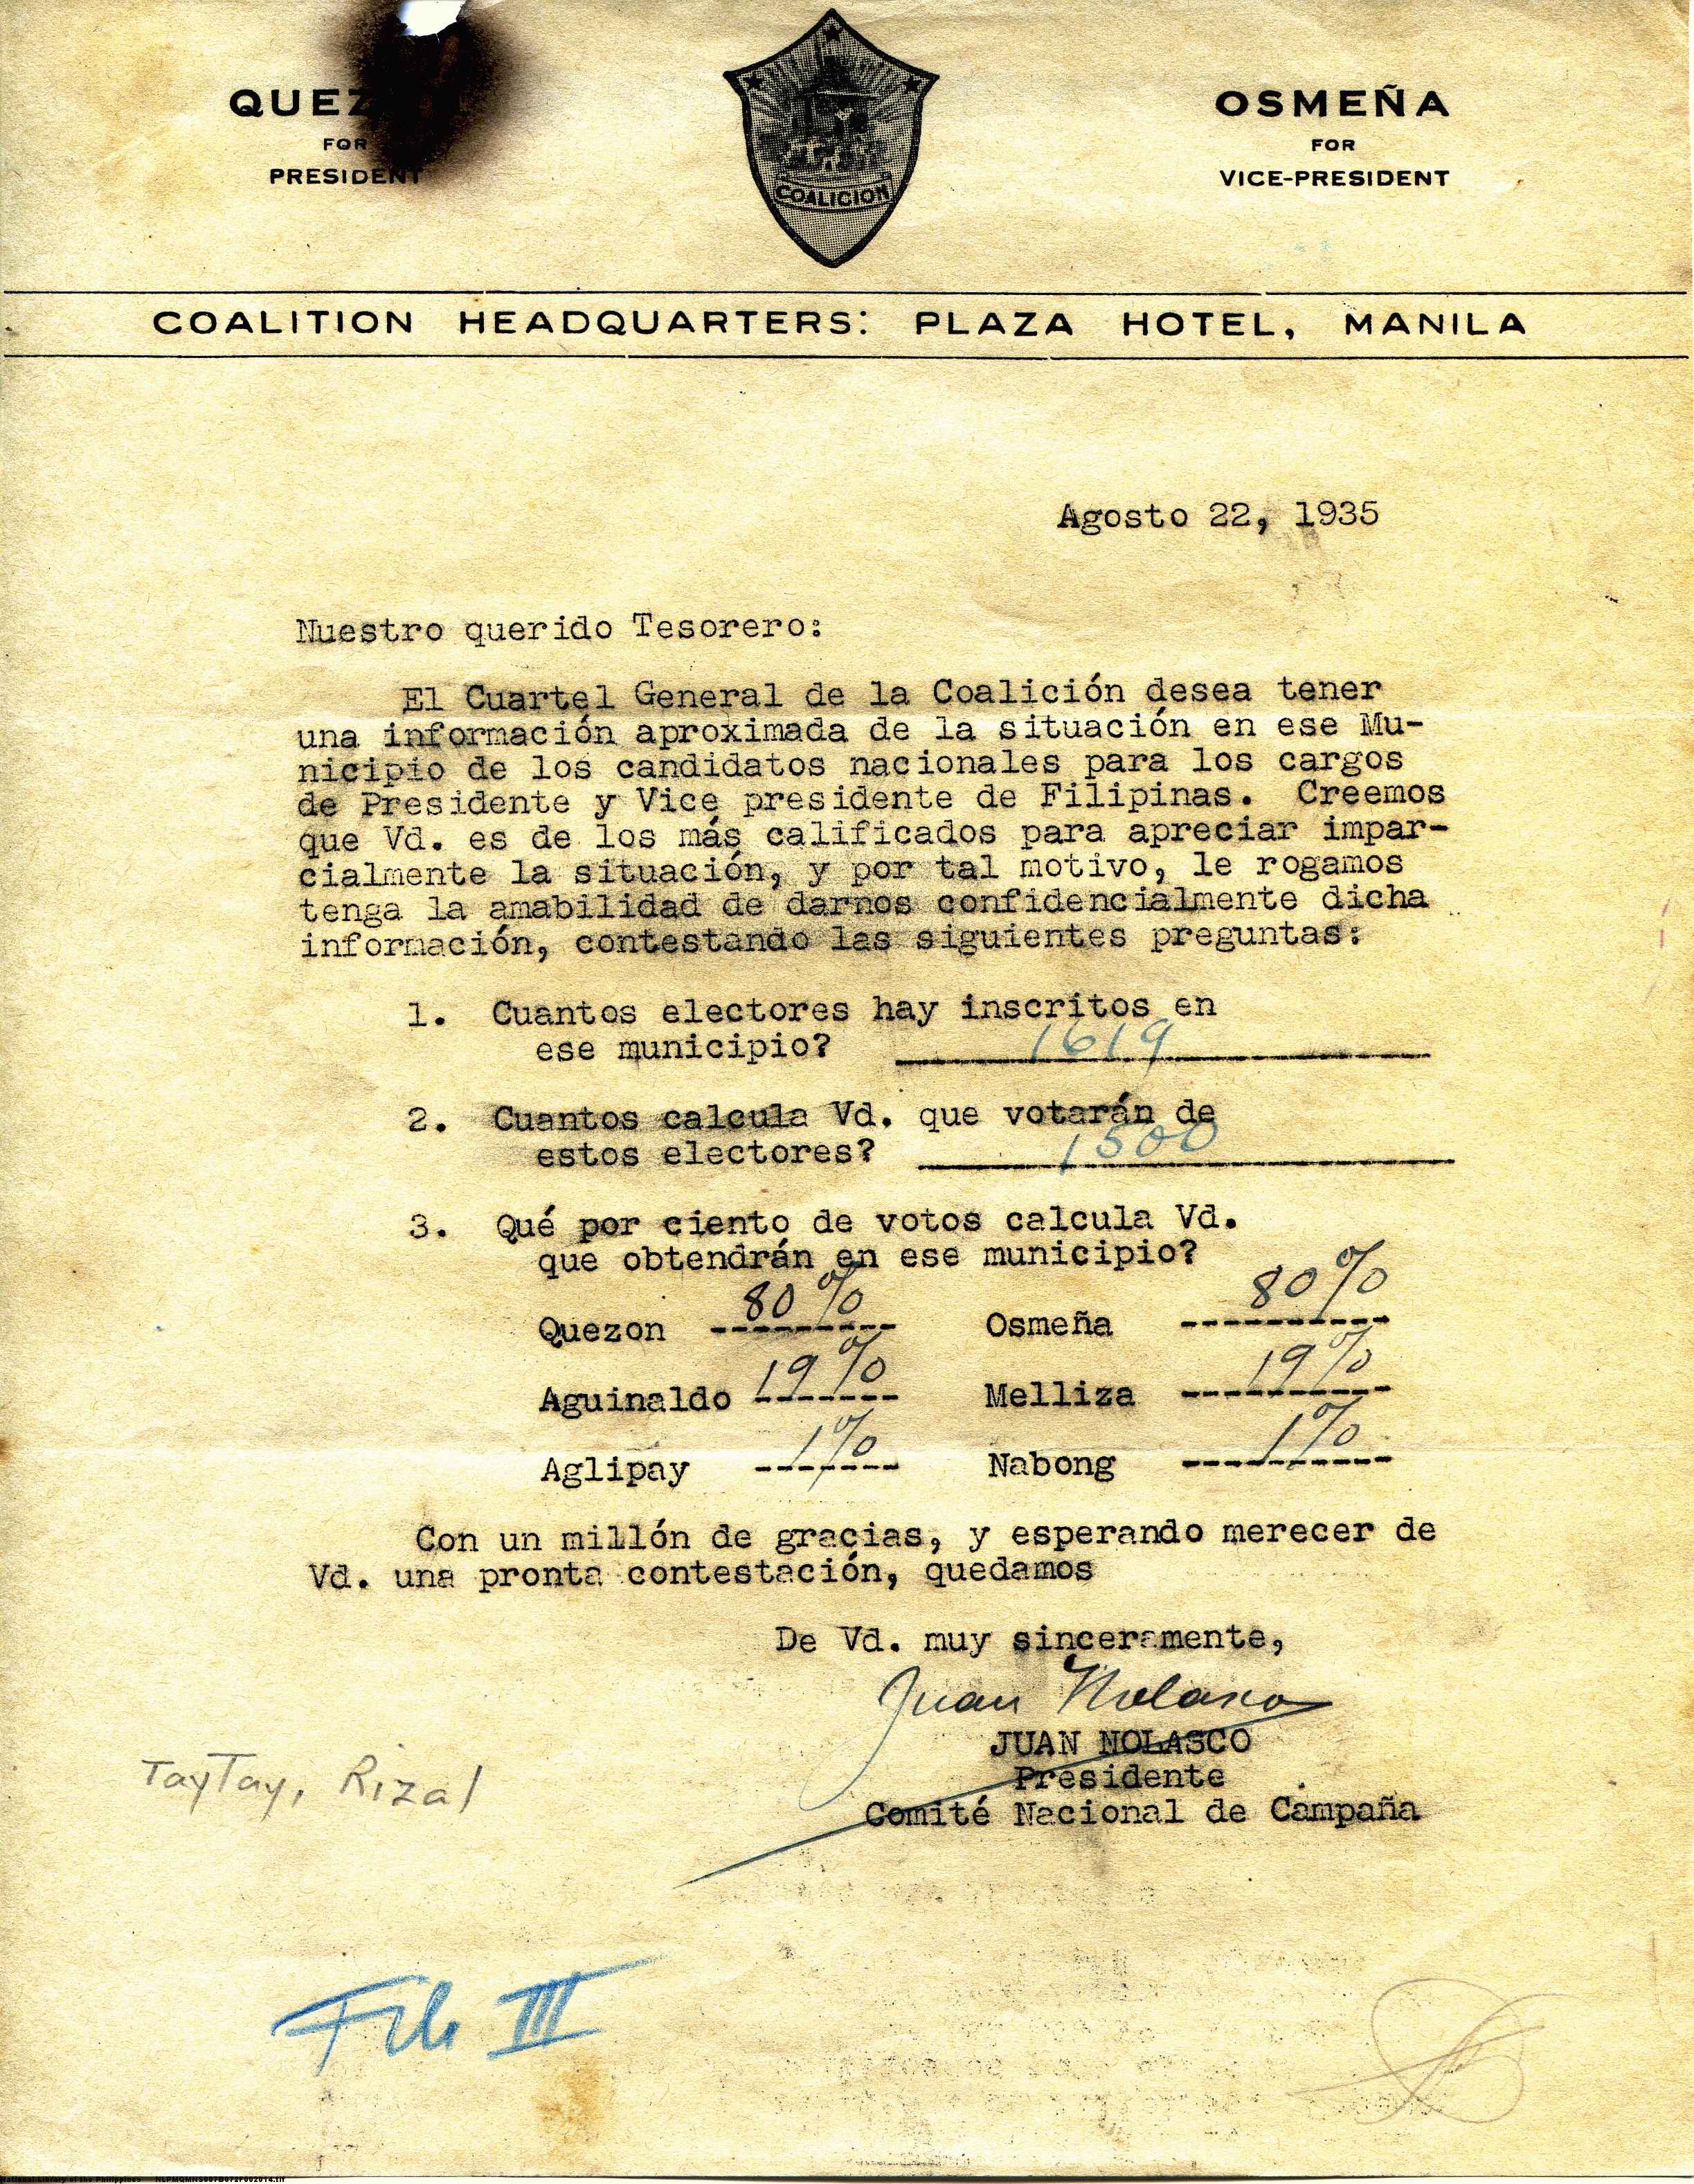 QUEZ
FOR
PRESIDENT
COALICION
OSMEÑA
FOR
VICE-PRESIDENT
COALITION HEADQUARTERS: PLAZA HOTEL, MANILA
Agosto 22, 1935
Nuestro querido Tesorero:
El Cuartel General de la Coalición desea tener
una información aproximada de la situación en ese Mu-
nicipio de los candidatos nacionales para los cargos
de Presidente y Vice presidente de Filipinas. Creemos
que Vd. es de los más calificados para apreciar impar-
cialmente la situación, y por tal motivo, le rogamos
tenga la amabilidad de darnos confidencialmente dicha
información, contestando las siguientes preguntas:
1. Cuantos electores hay inscritos en
ese municipio? 1619
2. Cuantos calcula Vd. que votarán de
estos electores? 1500
3. Qué por ciento de votos calcula Vd.
que obtendrán en ese municipio?
Quezon 80% Osmeña 80%
Aguinaldo 19% Melliza 19%
Aglipay 1% Nabong 1%
Con un millón de gracias, y esperando merecer de
Vd. una pronta contestación, quedamos
De Vd. muy sinceramente,
Juan Nolasco
JUAN NOLASCO
Presidente
Comité Nacional de Campaña
TayTay, Rizal
File III